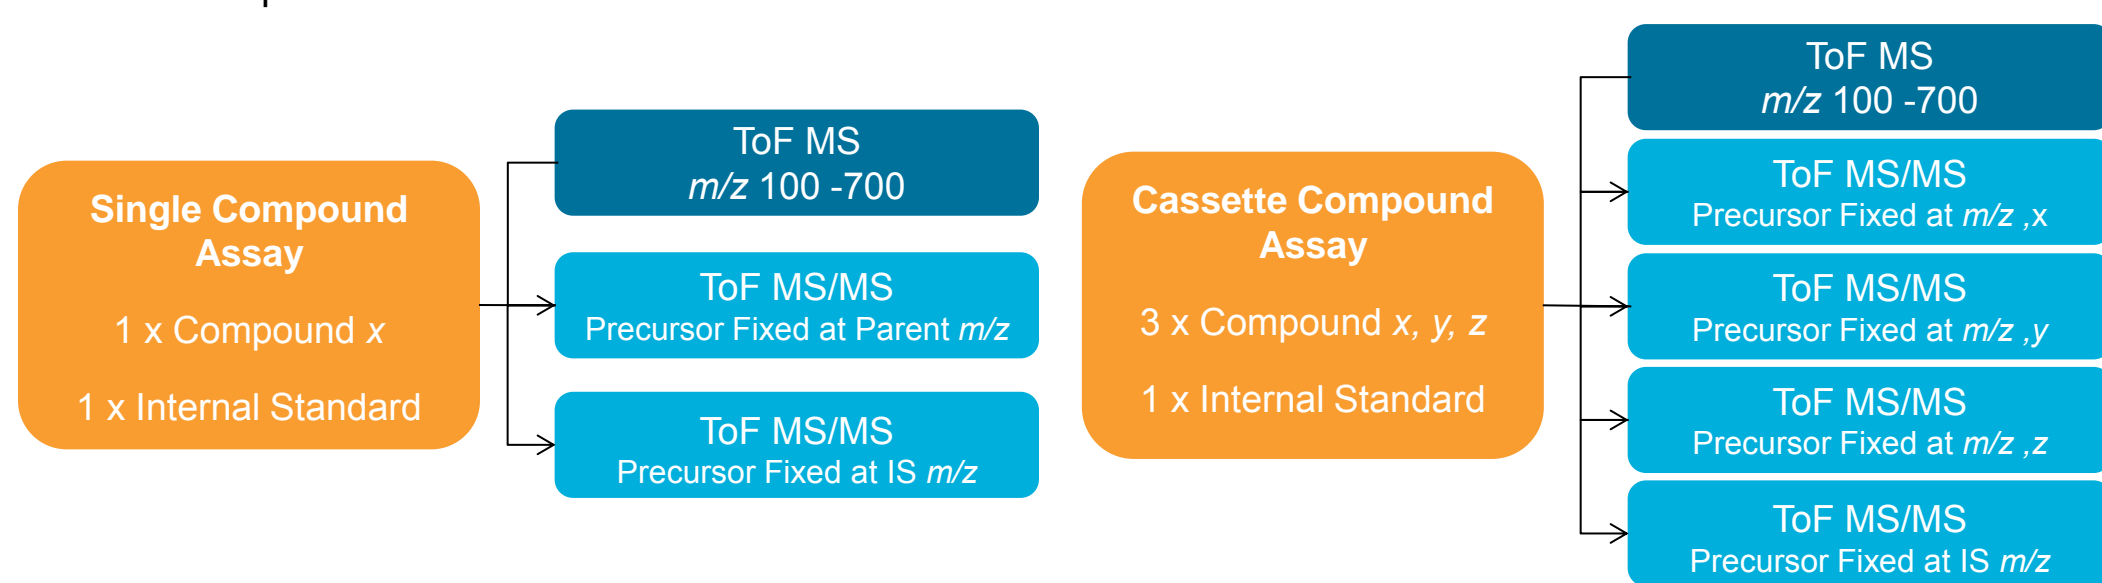 Single Compound
Assay
1 x Compound x
1 x Internal Standard
ToF MS
m/z 100 -700
ToF MS/MS
Precursor Fixed at Parent m/z
ToF MS/MS
Precursor Fixed at IS m/z
Cassette Compound
Assay
3 x Compound x, y, z
1 x Internal Standard
ToF MS
m/z 100 -700
ToF MS/MS
Precursor Fixed at m/z ,x
ToF MS/MS
Precursor Fixed at m/z ,y
ToF MS/MS
Precursor Fixed at m/z ,z
ToF MS/MS
Precursor Fixed at IS m/z